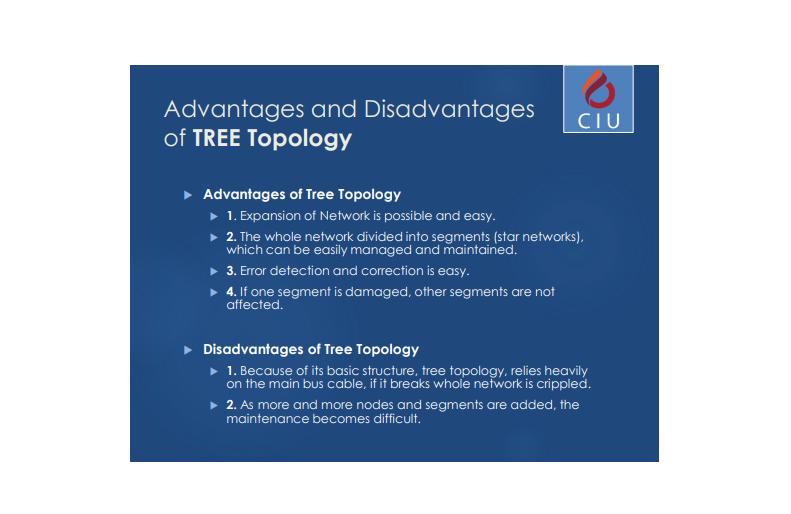 Advantages and Disadvantages
of TREE Topology
CIU
Advantages of Tree Topology
1. Expansion of Network is possible and easy.
2. The whole network divided into segments (star networks),
which can be easily managed and maintained.
3. Error detection and correction is easy.
4. If one segment is damaged, other segments are not
affected.
Disadvantages of Tree Topology
1. Because of its basic structure, tree topology, relies heavily
on the main bus cable, if it breaks whole network is crippled.
2. As more and more nodes and segments are added, the
maintenance becomes difficult.